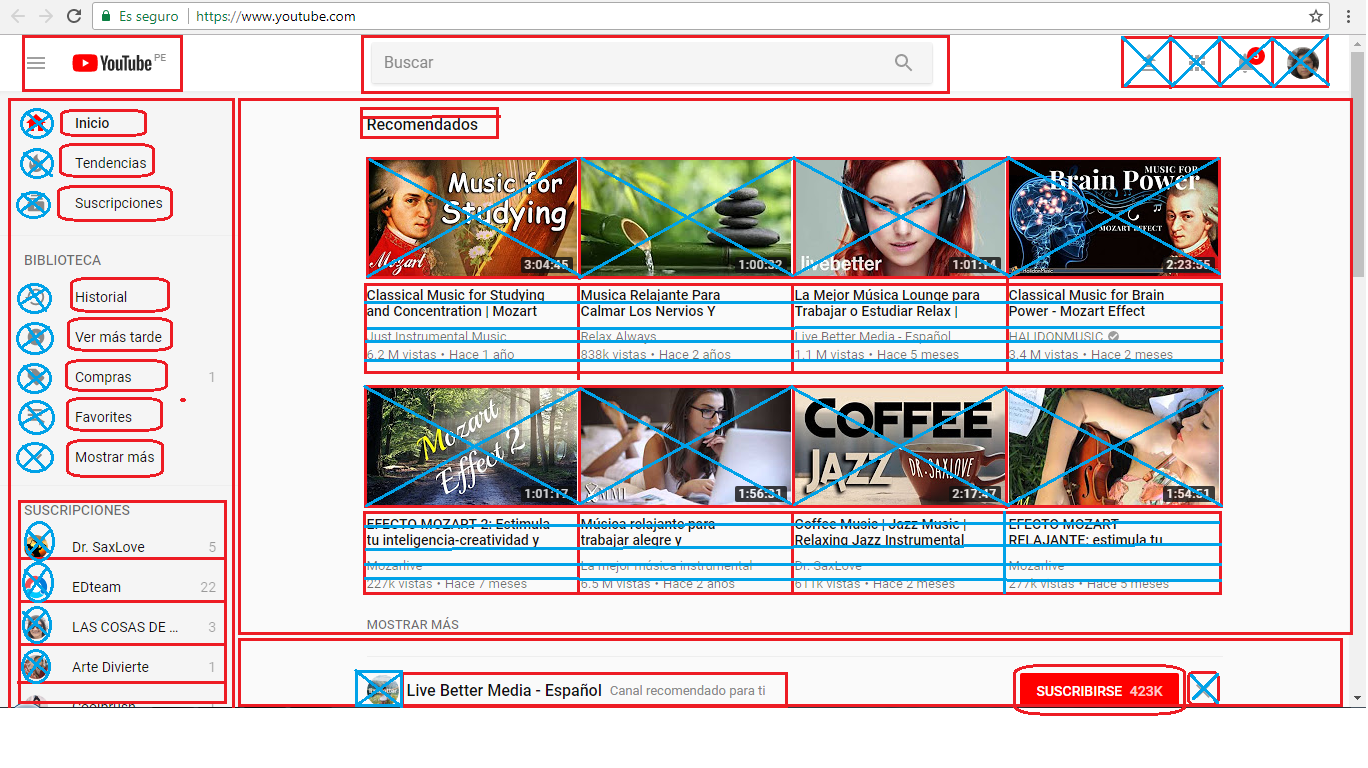 Es seguro https://www.youtube.com
YouTube PE
Buscar
Inicio
Tendencias
Suscripciones
BIBLIOTECA
Historial
Ver más tarde
Compras 1
Favorites
Mostrar más
SUSCRIPCIONES
Dr. SaxLove 5
EDteam 22
LAS COSAS DE ... 3
Arte Divierte 1
Recomendados
Music for
Studying
Mozart
3:04:45
1:00:32
livebetter
1:01:14
MUSIC FOR
Brain Power
MOZART EFFECT
HalidonMusic
2:23:55
Classical Music for Studying
and Concentration | Mozart
Just Instrumental Music
6.2 M vistas • Hace 1 año
Musica Relajante Para
Calmar Los Nervios Y
Relax Always
838k vistas • Hace 2 años
La Mejor Música Lounge para
Trabajar o Estudiar Relax |
Live Better Media - Español
1.1 M vistas • Hace 5 meses
Classical Music for Brain
Power - Mozart Effect
HALIDONMUSIC
3.4 M vistas • Hace 2 meses
Mozart
Effect 2
1:01:17
1:56:31
COFFEE
JAZZ
DR. SAXLOVE
2:17:47
1:54:51
EFECTO MOZART 2: Estimula
tu inteligencia-creatividad y
Mozarlive
227k vistas • Hace 7 meses
Música relajante para
trabajar alegre y
La mejor música instrumental
6.5 M vistas • Hace 2 años
Coffee Music | Jazz Music |
Relaxing Jazz Instrumental
Dr. SaxLove
611k vistas • Hace 2 meses
EFECTO MOZART
RELAJANTE: estimula tu
Mozarlive
277k vistas • Hace 5 meses
MOSTRAR MÁS
Live Better Media - Español Canal recomendado para ti
SUSCRIBIRSE 423K